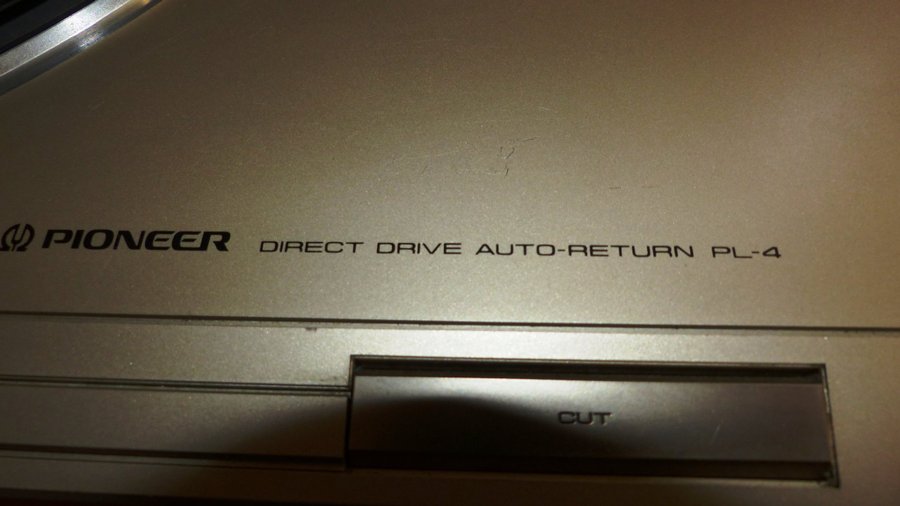 PIONEER DIRECT DRIVE AUTO-RETURN PL-4
CUT